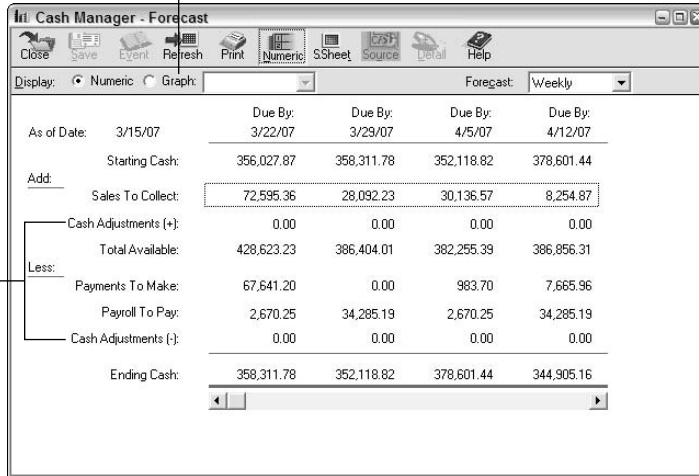 Cash Manager - Forecast
Close Save Event Refresh Print Numeric S.Sheet Source Detail Help
Display: Numeric Graph: Forecast: Weekly
Due By: Due By: Due By: Due By:
As of Date: 3/15/07 3/22/07 3/29/07 4/5/07 4/12/07
Starting Cash: 356,027.87 358,311.78 352,118.82 378,601.44
Add:
Sales To Collect: 72,595.36 28,092.23 30,136.57 8,254.87
Cash Adjustments (+): 0.00 0.00 0.00 0.00
Total Available: 428,623.23 386,404.01 382,255.39 386,856.31
Less:
Payments To Make: 67,641.20 0.00 983.70 7,665.96
Payroll To Pay: 2,670.25 34,285.19 2,670.25 34,285.19
Cash Adjustments (-): 0.00 0.00 0.00 0.00
Ending Cash: 358,311.78 352,118.82 378,601.44 344,905.16